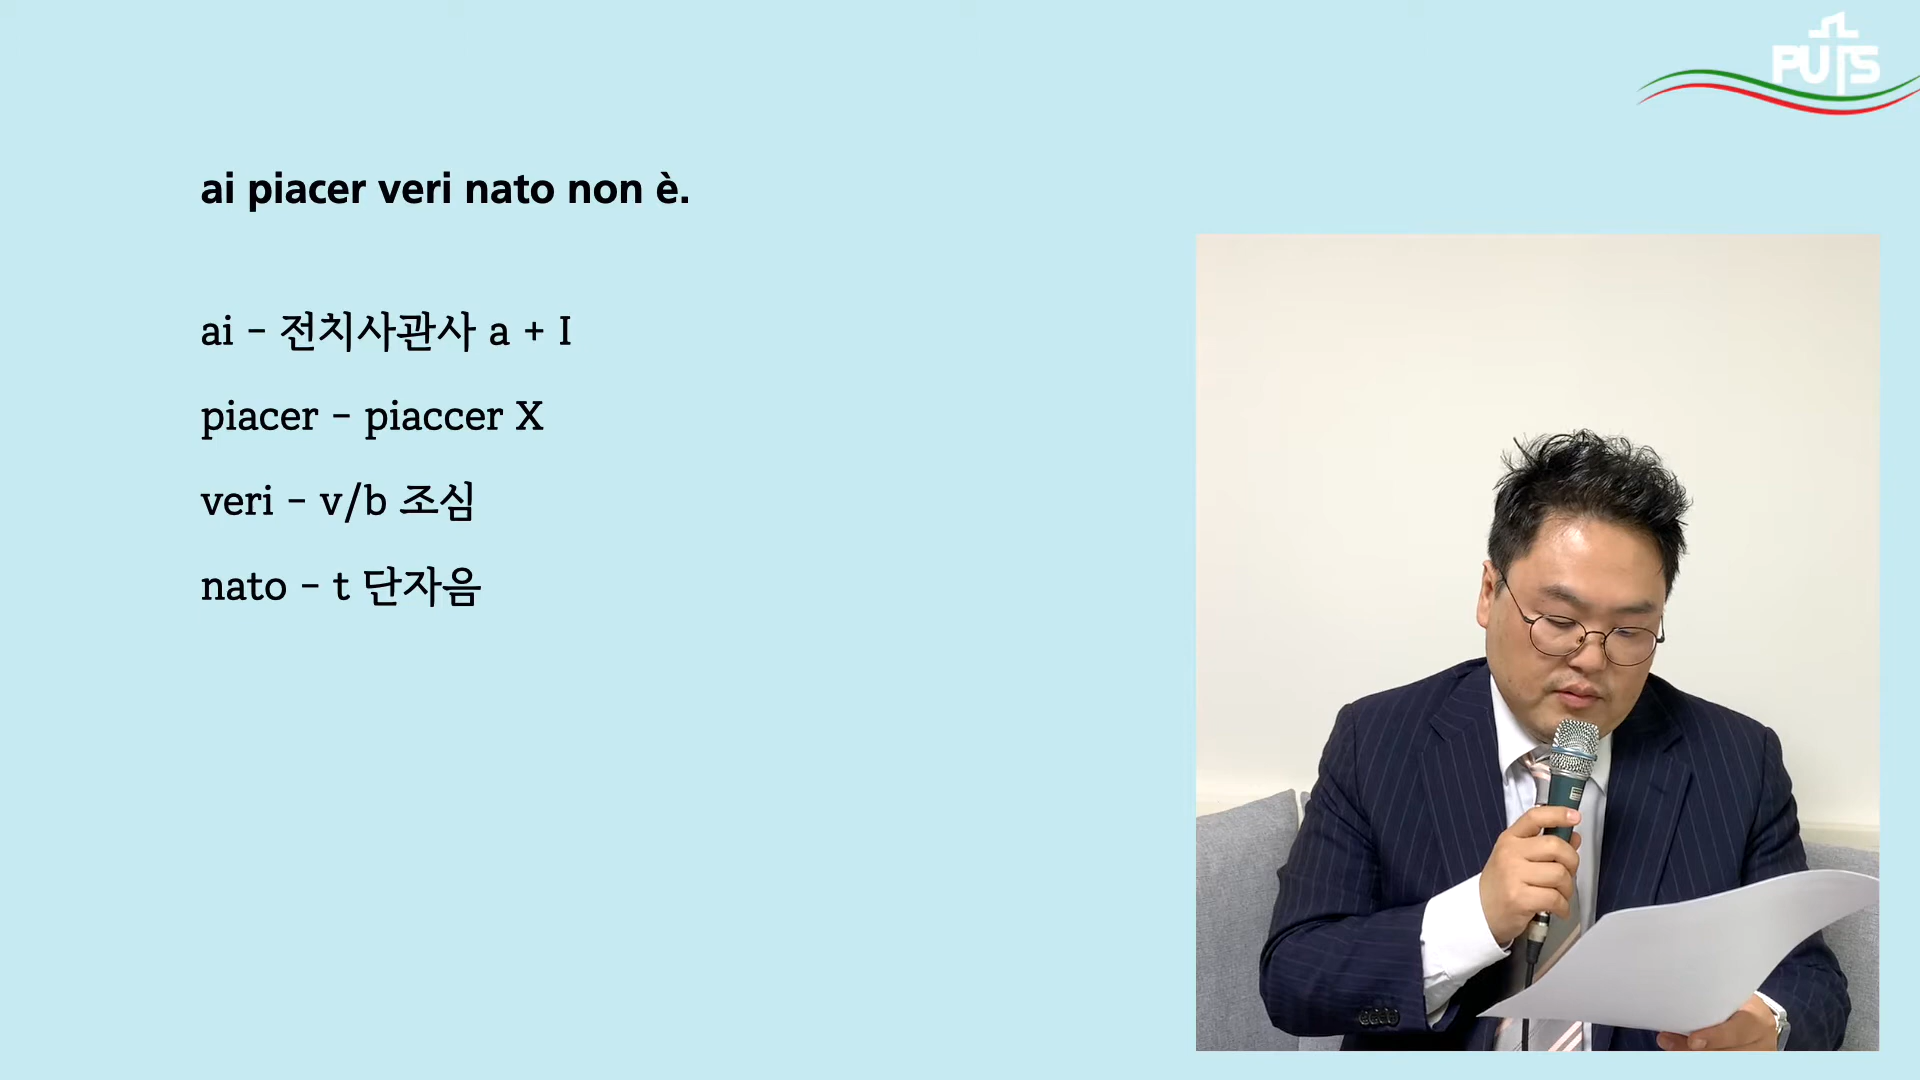 PUTS
ai piacer veri nato non è.
ai - 전치사관사 a + I
piacer - piaccer X
veri - v/b 조심
nato - t 단자음